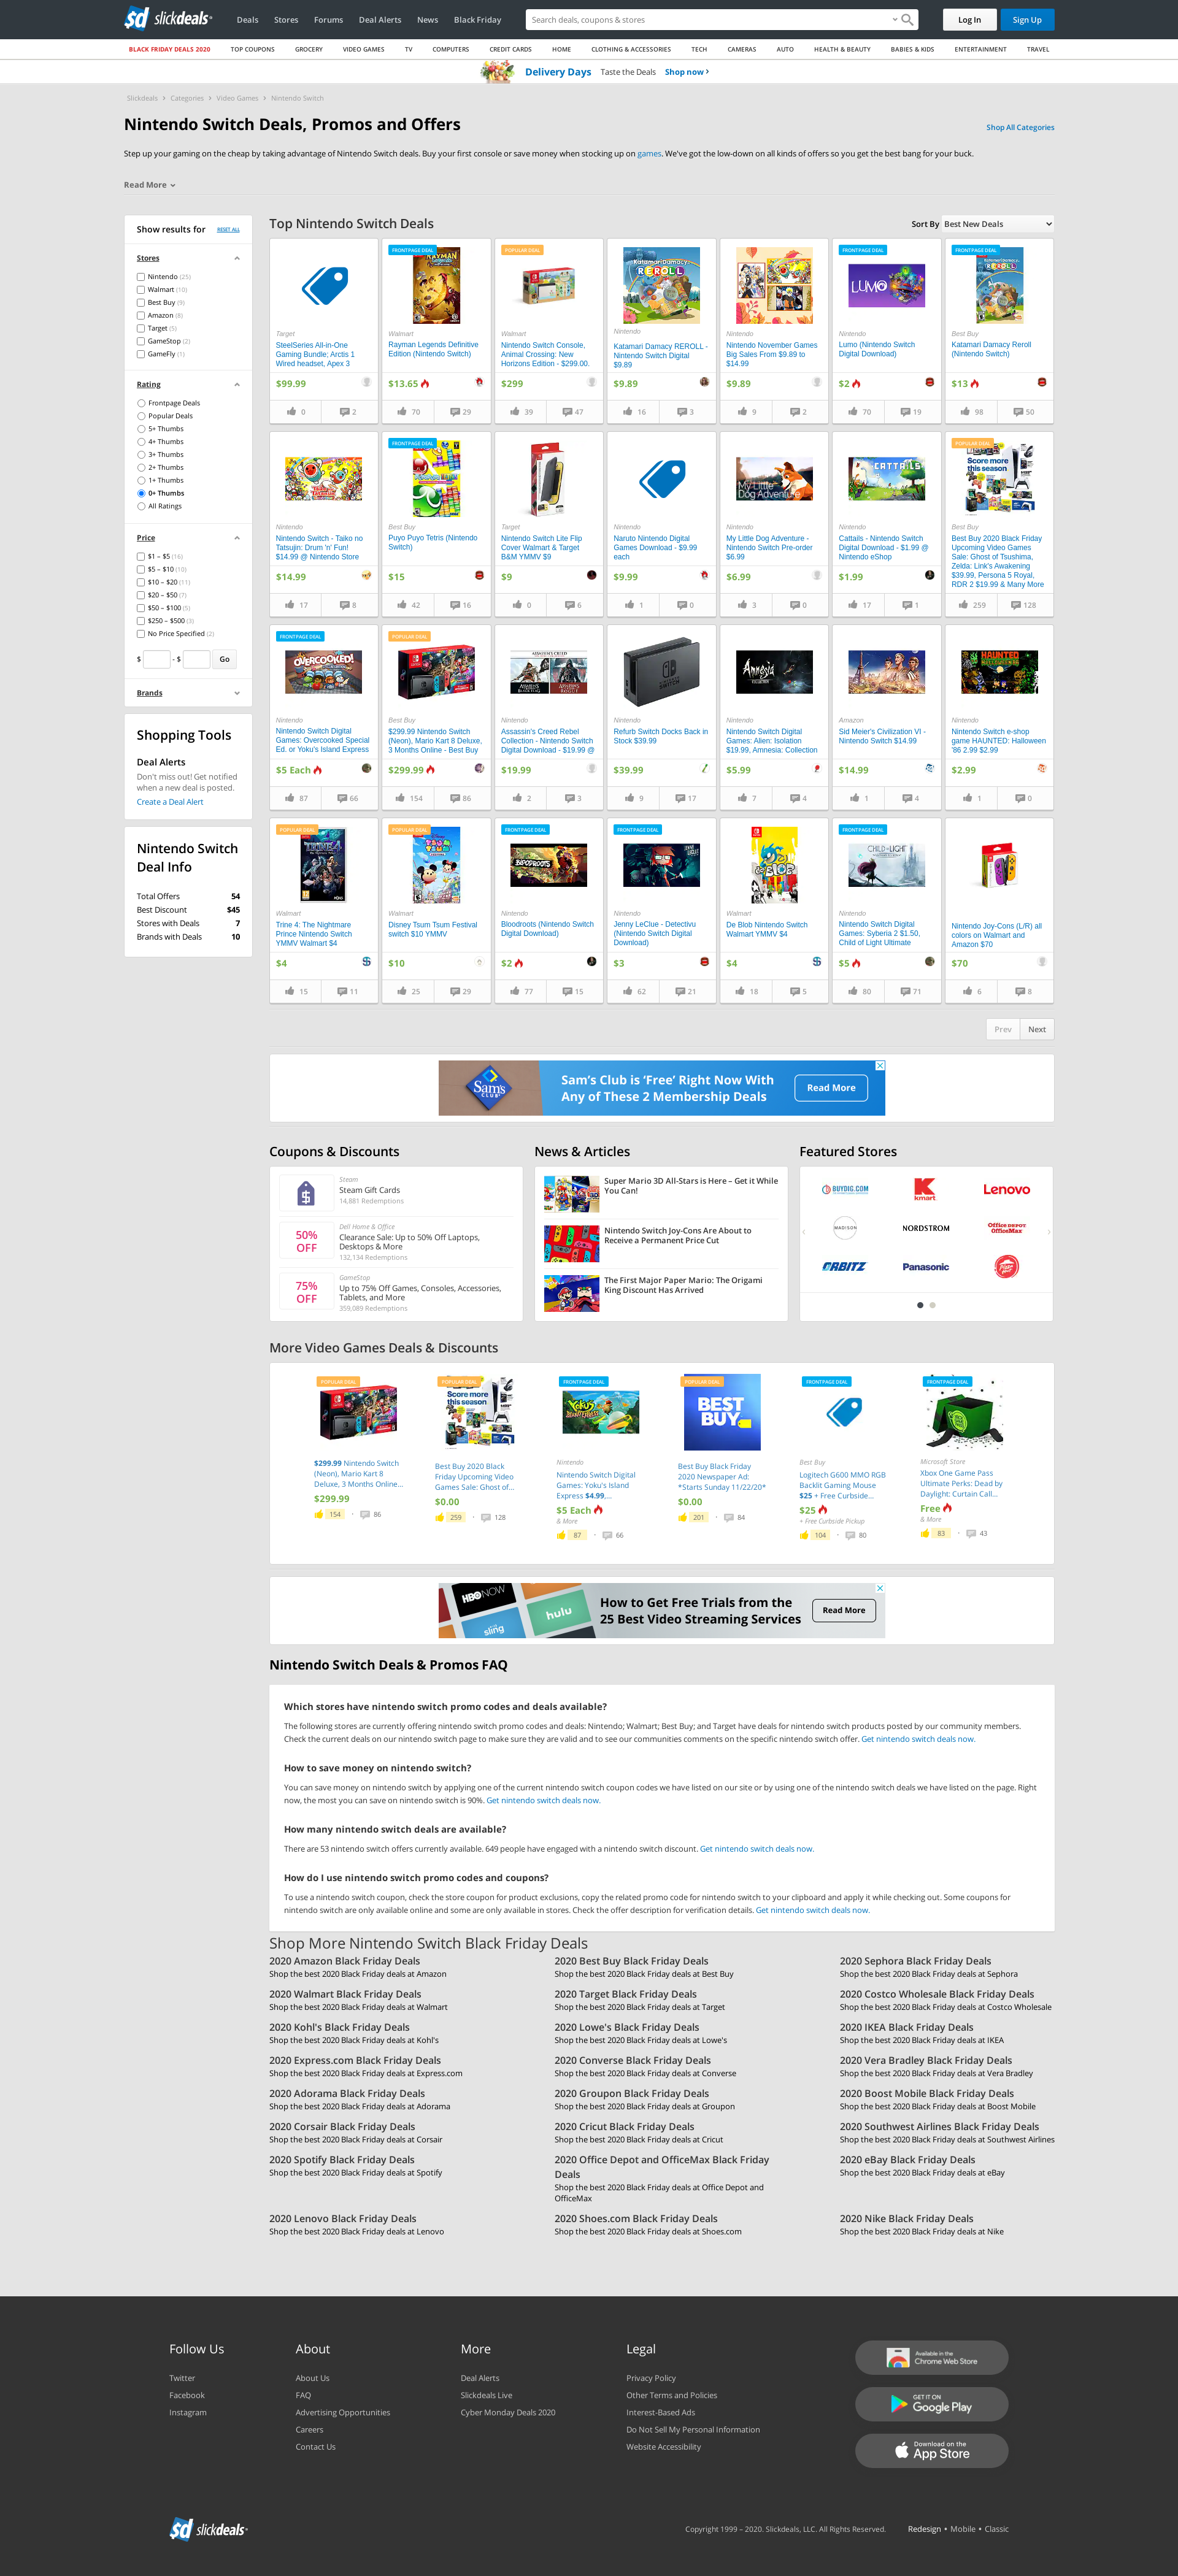 slickdeals
Deals Stores Forums Deal Alerts News Black Friday
Search deals, coupons & stores
Log In
Sign Up
BLACK FRIDAY DEALS 2020 TOP COUPONS GROCERY VIDEO GAMES TV COMPUTERS CREDIT CARDS HOME CLOTHING & ACCESSORIES TECH CAMERAS AUTO HEALTH & BEAUTY BABIES & KIDS ENTERTAINMENT TRAVEL
Delivery Days Taste the Deals Shop now ›
Slickdeals › Categories › Video Games › Nintendo Switch
Nintendo Switch Deals, Promos and Offers
Shop All Categories
Step up your gaming on the cheap by taking advantage of Nintendo Switch deals. Buy your first console or save money when stocking up on games. We've got the low-down on all kinds of offers so you get the best bang for your buck.
Read More
Show results for
RESET ALL
Stores
Nintendo (25)
Walmart (10)
Best Buy (9)
Amazon (8)
Target (5)
GameStop (2)
GameFly (1)
Rating
Frontpage Deals
Popular Deals
5+ Thumbs
4+ Thumbs
3+ Thumbs
2+ Thumbs
1+ Thumbs
0+ Thumbs
All Ratings
Price
$1 – $5 (16)
$5 – $10 (10)
$10 – $20 (11)
$20 – $50 (7)
$50 – $100 (5)
$250 – $500 (3)
No Price Specified (2)
$ - $ Go
Brands
Shopping Tools
Deal Alerts
Don't miss out! Get notified
when a new deal is posted.
Create a Deal Alert
Nintendo Switch
Deal Info
Total Offers 54
Best Discount $45
Stores with Deals 7
Brands with Deals 10
Top Nintendo Switch Deals
Sort By Best New Deals
Target
SteelSeries All-in-One
Gaming Bundle; Arctis 1
Wired headset, Apex 3
$99.99
0 2
FRONTPAGE DEAL
Walmart
Rayman Legends Definitive
Edition (Nintendo Switch)
$13.65
70 29
POPULAR DEAL
Walmart
Nintendo Switch Console,
Animal Crossing: New
Horizons Edition - $299.00.
$299
39 47
Nintendo
Katamari Damacy REROLL -
Nintendo Switch Digital
$9.89
$9.89
16 3
Nintendo
Nintendo November Games
Big Sales From $9.89 to
$14.99
$9.89
9 2
FRONTPAGE DEAL
LUMO
Nintendo
Lumo (Nintendo Switch
Digital Download)
$2
70 19
FRONTPAGE DEAL
Best Buy
Katamari Damacy Reroll
(Nintendo Switch)
$13
98 50
Nintendo
Nintendo Switch - Taiko no
Tatsujin: Drum 'n' Fun!
$14.99 @ Nintendo Store
$14.99
17 8
FRONTPAGE DEAL
Best Buy
Puyo Puyo Tetris (Nintendo
Switch)
$15
42 16
Target
Nintendo Switch Lite Flip
Cover Walmart & Target
B&M YMMV $9
$9
0 6
Nintendo
Naruto Nintendo Digital
Games Download - $9.99
each
$9.99
1 0
My Little
Dog Adventure
Nintendo
My Little Dog Adventure -
Nintendo Switch Pre-order
$6.99
$6.99
3 0
CATTAILS
Nintendo
Cattails - Nintendo Switch
Digital Download - $1.99 @
Nintendo eShop
$1.99
17 1
POPULAR DEAL
Score more
this season
Best Buy
Best Buy 2020 Black Friday
Upcoming Video Games
Sale: Ghost of Tsushima,
Zelda: Link's Awakening
$39.99, Persona 5 Royal,
RDR 2 $19.99 & Many More
259 128
FRONTPAGE DEAL
OVERCOOKED!
Nintendo
Nintendo Switch Digital
Games: Overcooked Special
Ed. or Yoku's Island Express
$5 Each
87 66
POPULAR DEAL
Best Buy
$299.99 Nintendo Switch
(Neon), Mario Kart 8 Deluxe,
3 Months Online - Best Buy
$299.99
154 86
Nintendo
Assassin's Creed Rebel
Collection - Nintendo Switch
Digital Download - $19.99 @
$19.99
2 3
Nintendo
Refurb Switch Docks Back in
Stock $39.99
$39.99
9 17
Amnesia
Nintendo
Nintendo Switch Digital
Games: Alien: Isolation
$19.99, Amnesia: Collection
$5.99
7 4
Amazon
Sid Meier's Civilization VI -
Nintendo Switch $14.99
$14.99
1 4
HAUNTED
Nintendo
Nintendo Switch e-shop
game HAUNTED: Halloween
'86 2.99 $2.99
$2.99
1 0
POPULAR DEAL
Walmart
Trine 4: The Nightmare
Prince Nintendo Switch
YMMV Walmart $4
$4
15 11
POPULAR DEAL
Walmart
Disney Tsum Tsum Festival
switch $10 YMMV
$10
25 29
FRONTPAGE DEAL
BLOODROOTS
Nintendo
Bloodroots (Nintendo Switch
Digital Download)
$2
77 15
FRONTPAGE DEAL
Nintendo
Jenny LeClue - Detectivu
(Nintendo Switch Digital
Download)
$3
62 21
Walmart
De Blob Nintendo Switch
Walmart YMMV $4
$4
18 5
FRONTPAGE DEAL
CHILD of LIGHT
Nintendo
Nintendo Switch Digital
Games: Syberia 2 $1.50,
Child of Light Ultimate
$5
80 71
Nintendo Joy-Cons (L/R) all
colors on Walmart and
Amazon $70
$70
6 8
Prev Next
Sam's CLUB
Sam's Club is 'Free' Right Now With
Any of These 2 Membership Deals
Read More
Coupons & Discounts
Steam
Steam Gift Cards
14,881 Redemptions
50%
OFF
Dell Home & Office
Clearance Sale: Up to 50% Off Laptops,
Desktops & More
132,134 Redemptions
75%
OFF
GameStop
Up to 75% Off Games, Consoles, Accessories,
Tablets, and More
359,089 Redemptions
News & Articles
Super Mario 3D All-Stars is Here – Get it While
You Can!
Nintendo Switch Joy-Cons Are About to
Receive a Permanent Price Cut
The First Major Paper Mario: The Origami
King Discount Has Arrived
Featured Stores
BUYDIG.COM
kmart
Lenovo
MADISON
NORDSTROM
Office DEPOT
OfficeMax
ORBITZ
Panasonic
More Video Games Deals & Discounts
POPULAR DEAL
$299.99 Nintendo Switch
(Neon), Mario Kart 8
Deluxe, 3 Months Online...
$299.99
154 · 86
POPULAR DEAL
Score more
this season
Best Buy 2020 Black
Friday Upcoming Video
Games Sale: Ghost of...
$0.00
259 · 128
FRONTPAGE DEAL
Nintendo
Nintendo Switch Digital
Games: Yoku's Island
Express $4.99,...
$5 Each
& More
87 · 66
POPULAR DEAL
BEST
BUY
Best Buy Black Friday
2020 Newspaper Ad:
*Starts Sunday 11/22/20*
$0.00
201 · 84
FRONTPAGE DEAL
Best Buy
Logitech G600 MMO RGB
Backlit Gaming Mouse
$25 + Free Curbside...
$25
+ Free Curbside Pickup
104 · 80
FRONTPAGE DEAL
Microsoft Store
Xbox One Game Pass
Ultimate Perks: Dead by
Daylight: Curtain Call...
Free
& More
83 · 43
HBO NOW
hulu
sling
How to Get Free Trials from the
25 Best Video Streaming Services
Read More
Nintendo Switch Deals & Promos FAQ
Which stores have nintendo switch promo codes and deals available?
The following stores are currently offering nintendo switch promo codes and deals: Nintendo; Walmart; Best Buy; and Target have deals for nintendo switch products posted by our community members.
Check the current deals on our nintendo switch page to make sure they are valid and to see our communities comments on the specific nintendo switch offer. Get nintendo switch deals now.
How to save money on nintendo switch?
You can save money on nintendo switch by applying one of the current nintendo switch coupon codes we have listed on our site or by using one of the nintendo switch deals we have listed on the page. Right
now, the most you can save on nintendo switch is 90%. Get nintendo switch deals now.
How many nintendo switch deals are available?
There are 53 nintendo switch offers currently available. 649 people have engaged with a nintendo switch discount. Get nintendo switch deals now.
How do I use nintendo switch promo codes and coupons?
To use a nintendo switch coupon, check the store coupon for product exclusions, copy the related promo code for nintendo switch to your clipboard and apply it while checking out. Some coupons for
nintendo switch are only available online and some are only available in stores. Check the offer description for verification details. Get nintendo switch deals now.
Shop More Nintendo Switch Black Friday Deals
2020 Amazon Black Friday Deals
Shop the best 2020 Black Friday deals at Amazon
2020 Best Buy Black Friday Deals
Shop the best 2020 Black Friday deals at Best Buy
2020 Sephora Black Friday Deals
Shop the best 2020 Black Friday deals at Sephora
2020 Walmart Black Friday Deals
Shop the best 2020 Black Friday deals at Walmart
2020 Target Black Friday Deals
Shop the best 2020 Black Friday deals at Target
2020 Costco Wholesale Black Friday Deals
Shop the best 2020 Black Friday deals at Costco Wholesale
2020 Kohl's Black Friday Deals
Shop the best 2020 Black Friday deals at Kohl's
2020 Lowe's Black Friday Deals
Shop the best 2020 Black Friday deals at Lowe's
2020 IKEA Black Friday Deals
Shop the best 2020 Black Friday deals at IKEA
2020 Express.com Black Friday Deals
Shop the best 2020 Black Friday deals at Express.com
2020 Converse Black Friday Deals
Shop the best 2020 Black Friday deals at Converse
2020 Vera Bradley Black Friday Deals
Shop the best 2020 Black Friday deals at Vera Bradley
2020 Adorama Black Friday Deals
Shop the best 2020 Black Friday deals at Adorama
2020 Groupon Black Friday Deals
Shop the best 2020 Black Friday deals at Groupon
2020 Boost Mobile Black Friday Deals
Shop the best 2020 Black Friday deals at Boost Mobile
2020 Corsair Black Friday Deals
Shop the best 2020 Black Friday deals at Corsair
2020 Cricut Black Friday Deals
Shop the best 2020 Black Friday deals at Cricut
2020 Southwest Airlines Black Friday Deals
Shop the best 2020 Black Friday deals at Southwest Airlines
2020 Spotify Black Friday Deals
Shop the best 2020 Black Friday deals at Spotify
2020 Office Depot and OfficeMax Black Friday
Deals
Shop the best 2020 Black Friday deals at Office Depot and
OfficeMax
2020 eBay Black Friday Deals
Shop the best 2020 Black Friday deals at eBay
2020 Lenovo Black Friday Deals
Shop the best 2020 Black Friday deals at Lenovo
2020 Shoes.com Black Friday Deals
Shop the best 2020 Black Friday deals at Shoes.com
2020 Nike Black Friday Deals
Shop the best 2020 Black Friday deals at Nike
Follow Us
Twitter
Facebook
Instagram
About
About Us
FAQ
Advertising Opportunities
Careers
Contact Us
More
Deal Alerts
Slickdeals Live
Cyber Monday Deals 2020
Legal
Privacy Policy
Other Terms and Policies
Interest-Based Ads
Do Not Sell My Personal Information
Website Accessibility
Available in the
Chrome Web Store
GET IT ON
Google Play
Download on the
App Store
slickdeals
Copyright 1999 – 2020. Slickdeals, LLC. All Rights Reserved.
Redesign • Mobile • Classic